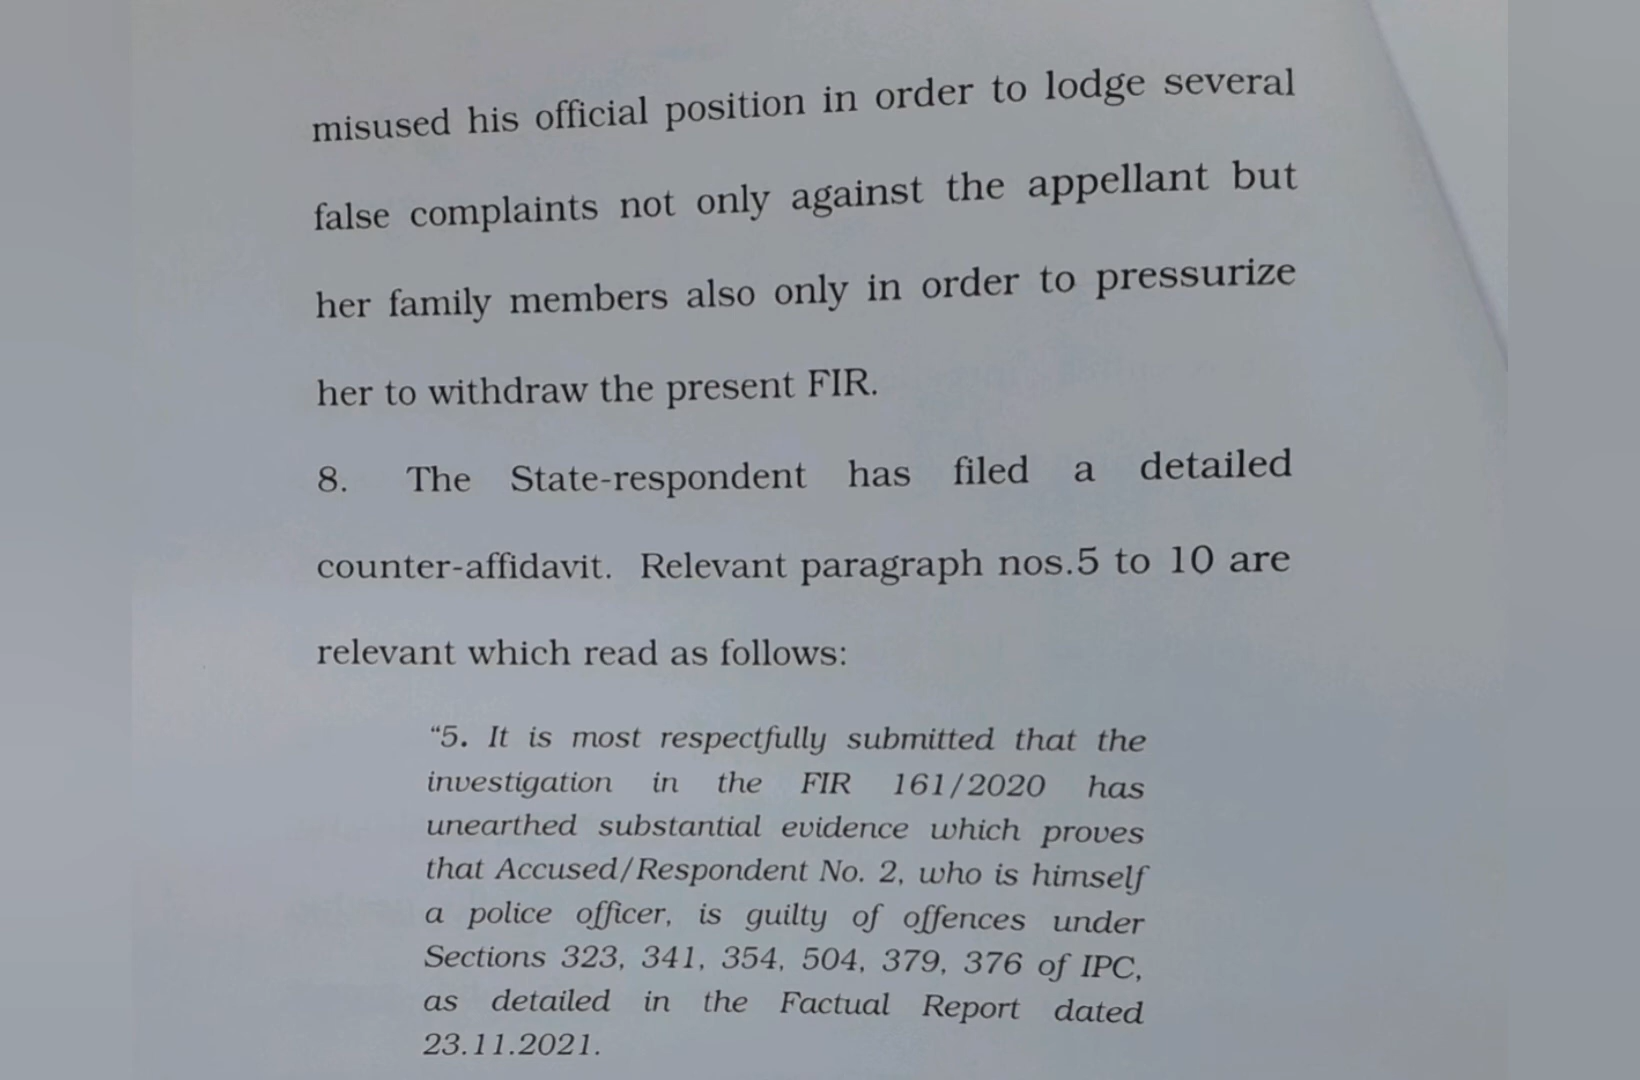 misused his official position in order to lodge several
false complaints not only against the appellant but
her family members also only in order to pressurize
her to withdraw the present FIR.
8. The State-respondent has filed a detailed
counter-affidavit. Relevant paragraph nos.5 to 10 are
relevant which read as follows:
“5. It is most respectfully submitted that the
investigation in the FIR 161/2020 has
unearthed substantial evidence which proves
that Accused/Respondent No. 2, who is himself
a police officer, is guilty of offences under
Sections 323, 341, 354, 504, 379, 376 of IPC,
as detailed in the Factual Report dated
23.11.2021.